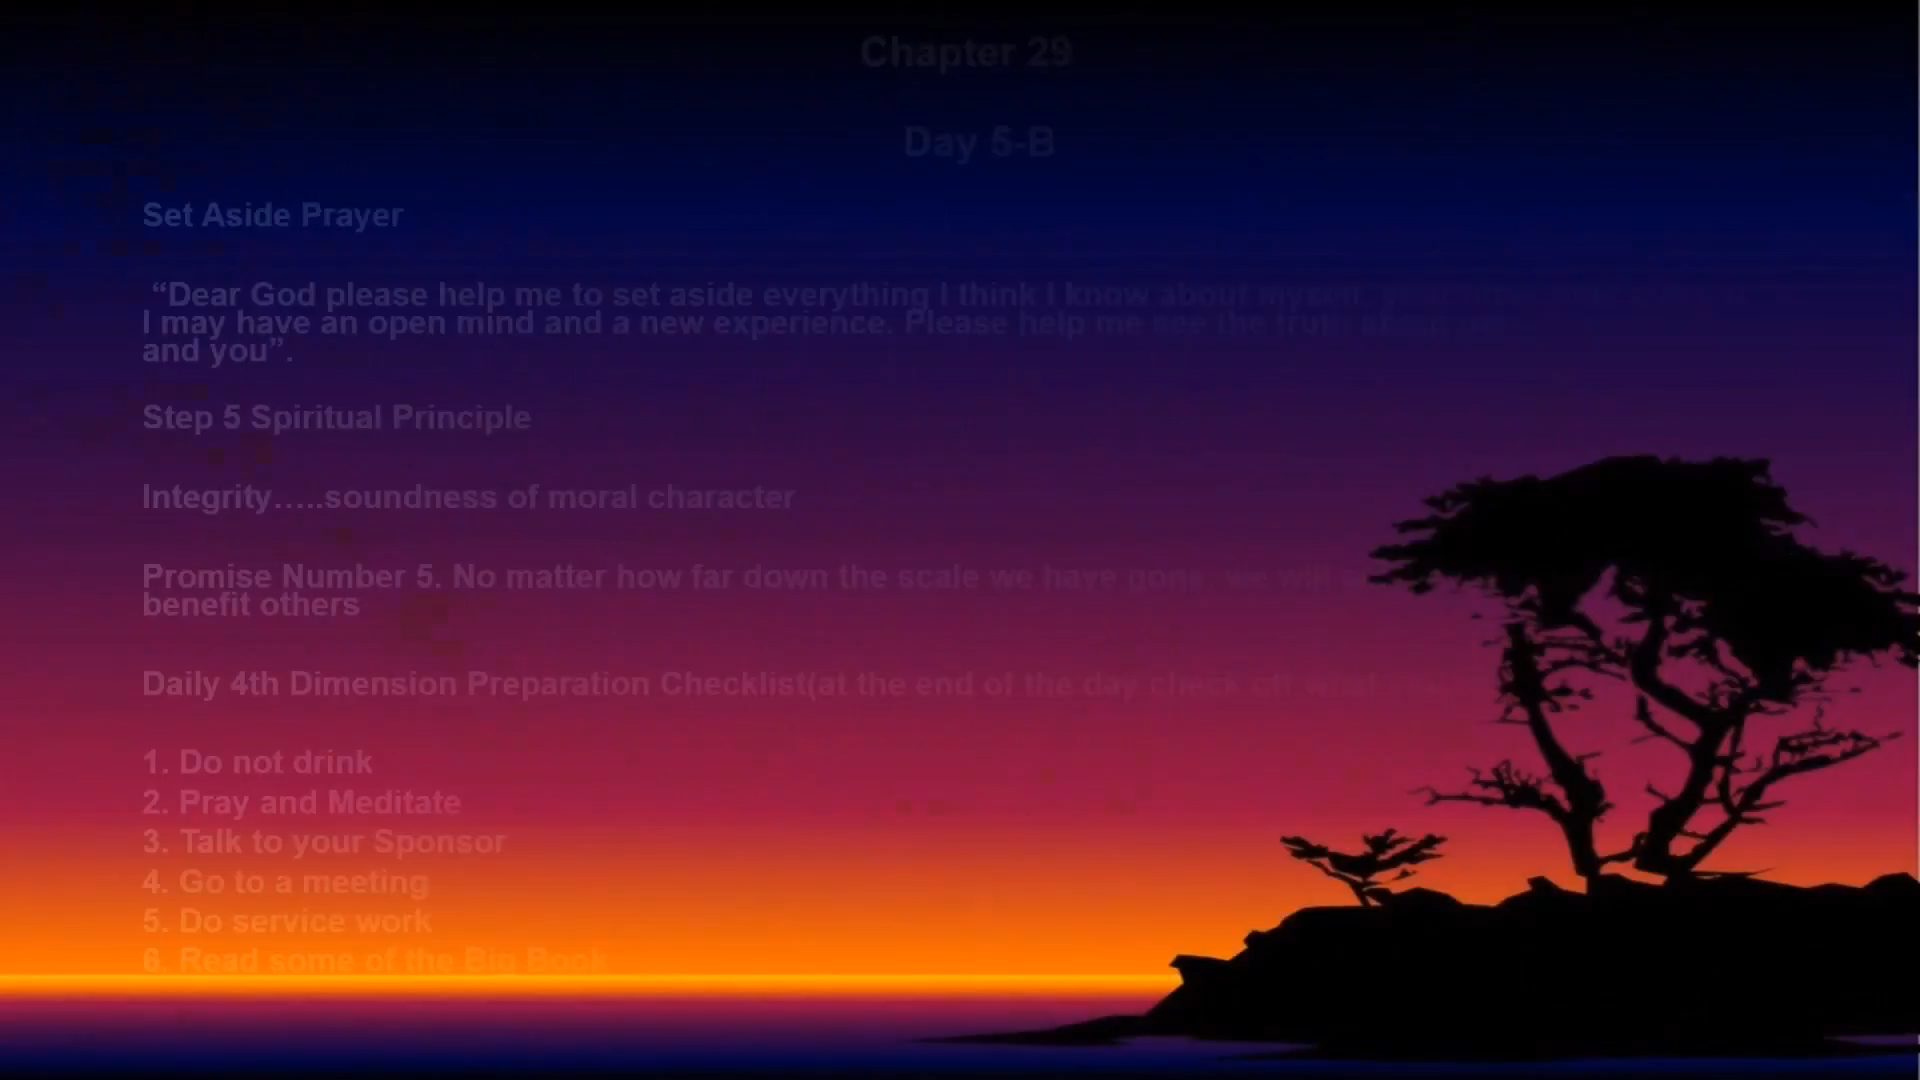 Chapter 29
Day 5-B
Set Aside Prayer
“Dear God please help me to set aside everything I think I know about myself,
I may have an open mind and a new experience. Please help me see the truth about
and you”.
Step 5 Spiritual Principle
Integrity…..soundness of moral character
Promise Number 5. No matter how far down the scale we have gone, we will
benefit others
Daily 4th Dimension Preparation Checklist(at the end of the day check off what
1. Do not drink
2. Pray and Meditate
3. Talk to your Sponsor
4. Go to a meeting
5. Do service work
6. Read some of the Big Book